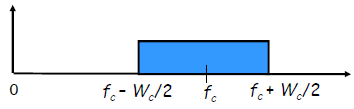 0 f_c - W_c/2 f_c f_c + W_c/2